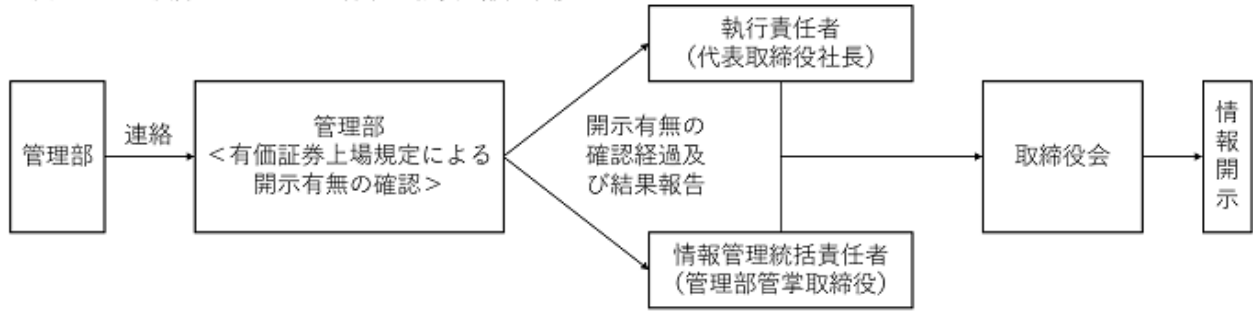 管理部
連絡
管理部
＜有価証券上場規定による
開示有無の確認＞
執行責任者
（代表取締役社長）
開示有無の
確認経過及
び結果報告
情報管理統括責任者
（管理部管掌取締役）
取締役会
情
報
開
示